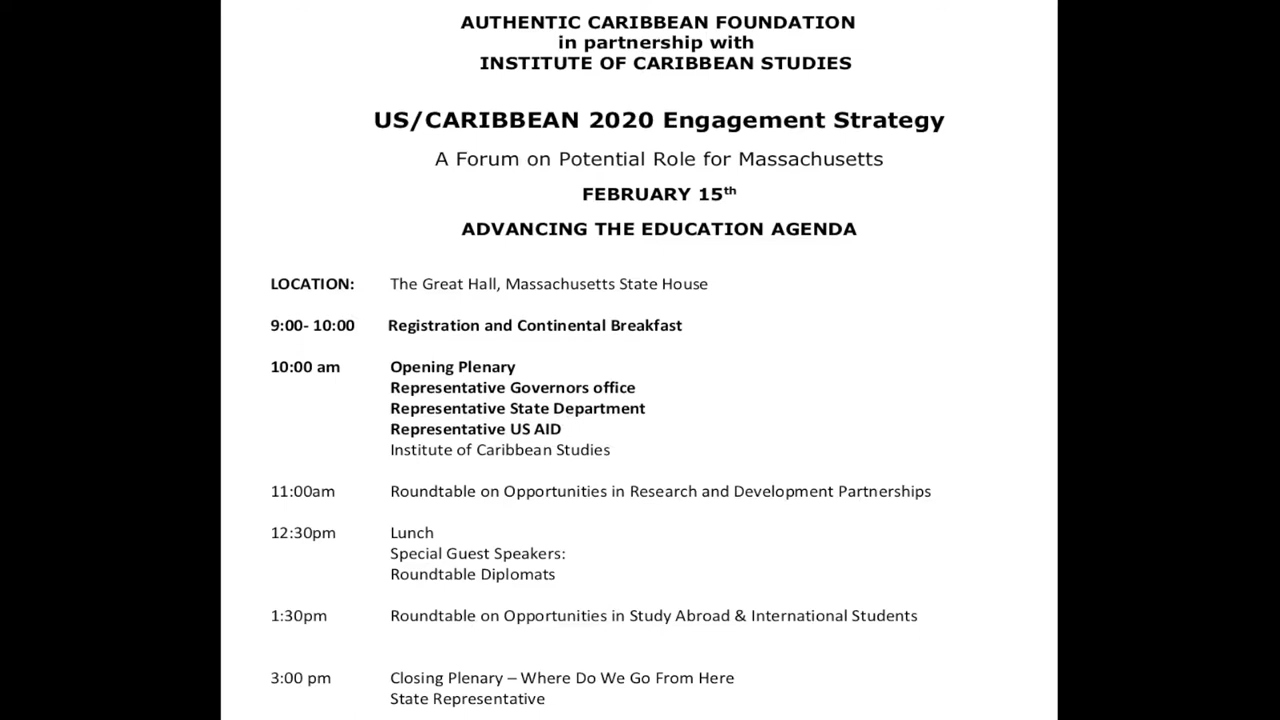 AUTHENTIC CARIBBEAN FOUNDATION
in partnership with
INSTITUTE OF CARIBBEAN STUDIES
US/CARIBBEAN 2020 Engagement Strategy
A Forum on Potential Role for Massachusetts
FEBRUARY 15th
ADVANCING THE EDUCATION AGENDA
LOCATION: The Great Hall, Massachusetts State House
9:00- 10:00 Registration and Continental Breakfast
10:00 am Opening Plenary
Representative Governors office
Representative State Department
Representative US AID
Institute of Caribbean Studies
11:00am Roundtable on Opportunities in Research and Development Partnerships
12:30pm Lunch
Special Guest Speakers:
Roundtable Diplomats
1:30pm Roundtable on Opportunities in Study Abroad & International Students
3:00 pm Closing Plenary – Where Do We Go From Here
State Representative